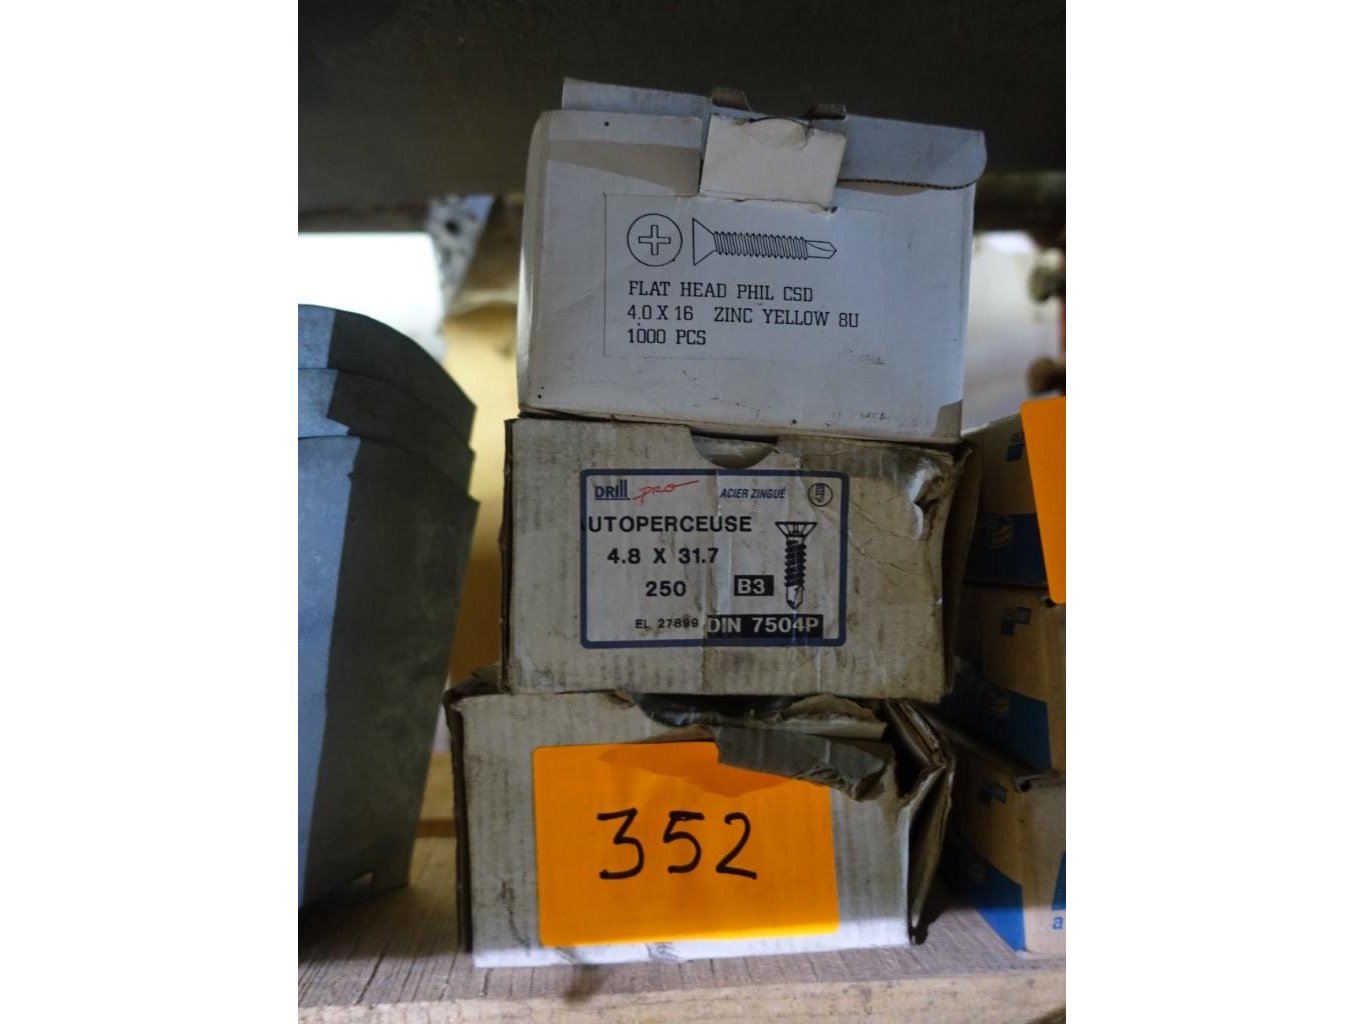 FLAT HEAD PHIL CSD
4.0 X 16 ZINC YELLOW 8U
1000 PCS
DRill PRO ACIER ZINGUÉ
UTOPERCEUSE
4.8 X 31.7
250 B3
EL 27899 DIN 7504P
352
a